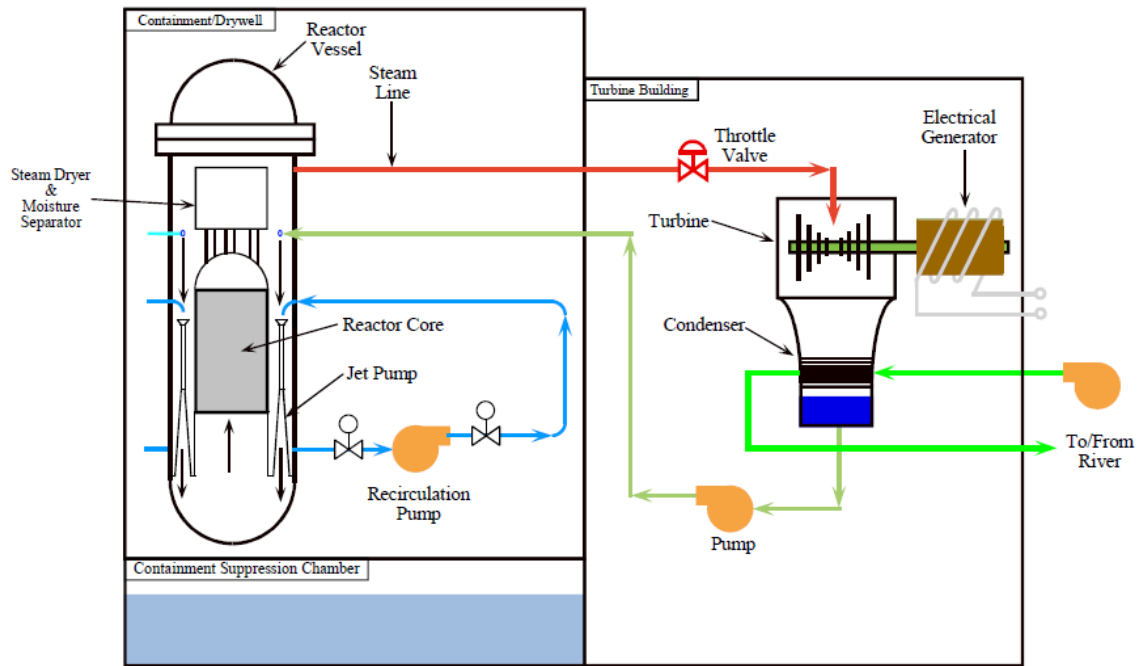 Containment/Drywell
Reactor
Vessel
Steam
Line
Turbine Building
Throttle
Valve
Electrical
Generator
Steam Dryer
&
Moisture
Separator
Turbine
Reactor Core
Condenser
Jet Pump
To/From
River
Recirculation
Pump
Pump
Containment Suppression Chamber